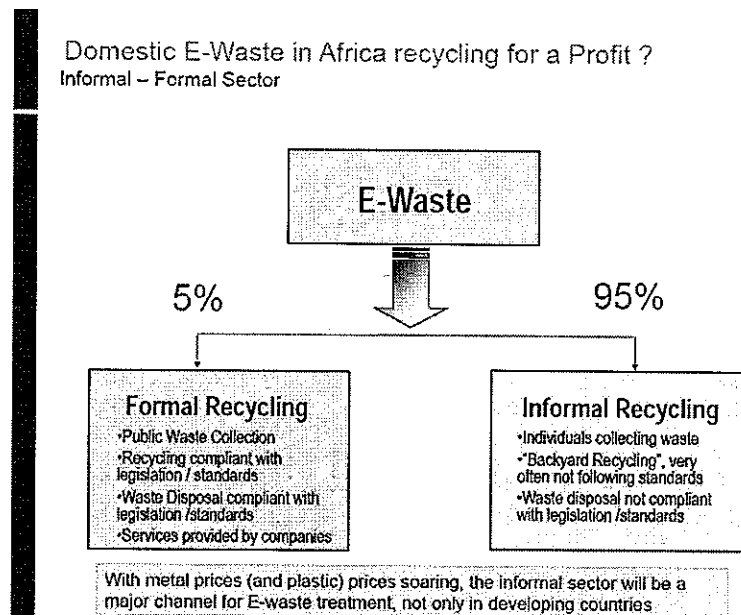 Domestic E-Waste in Africa recycling for a Profit ?
Informal – Formal Sector
E-Waste
5%
95%
Formal Recycling
•Public Waste Collection
•Recycling compliant with
legislation / standards
•Waste Disposal compliant with
legislation /standards
•Services provided by companies
Informal Recycling
•Individuals collecting waste
•"Backyard Recycling", very
often not following standards
•Waste disposal not compliant
with legislation /standards
With metal prices (and plastic) prices soaring, the informal sector will be a
major channel for E-waste treatment, not only in developing countries